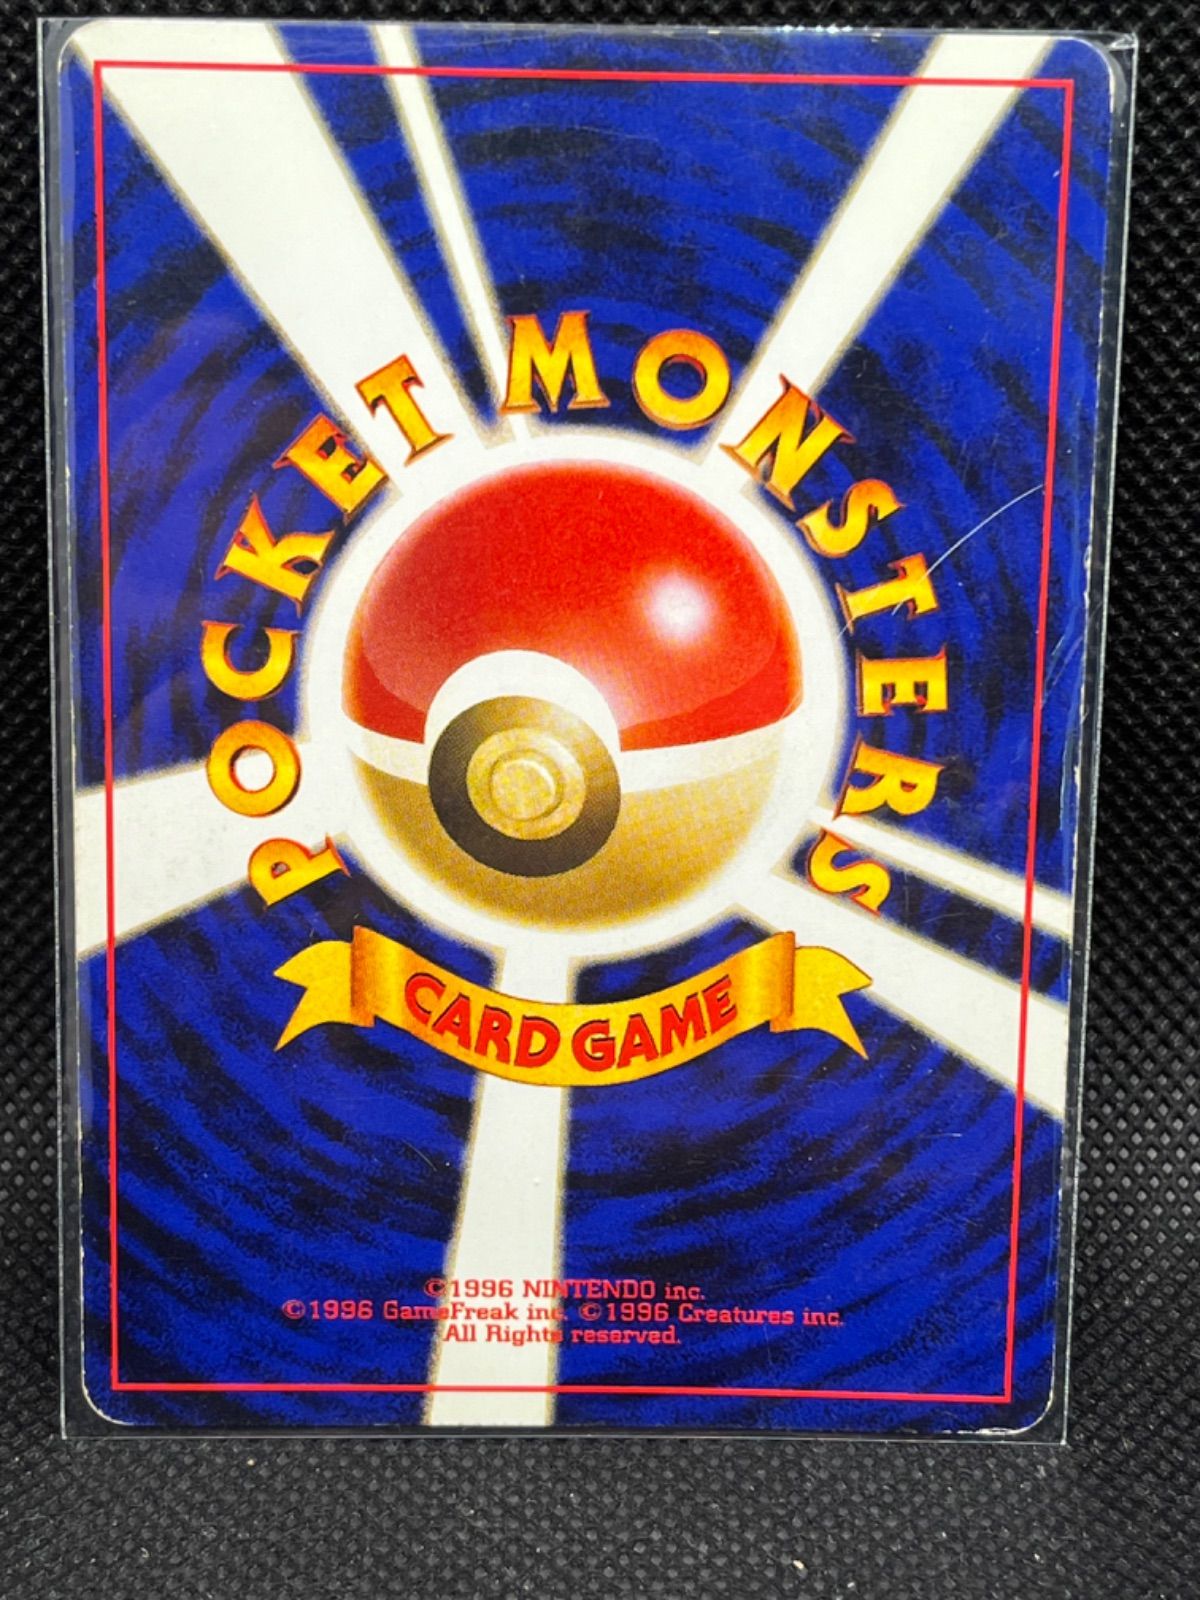 POCKET MONSTERS
CARD GAME
©1996 NINTENDO inc.
©1996 GameFreak inc. ©1996 Creatures inc.
All Rights reserved.